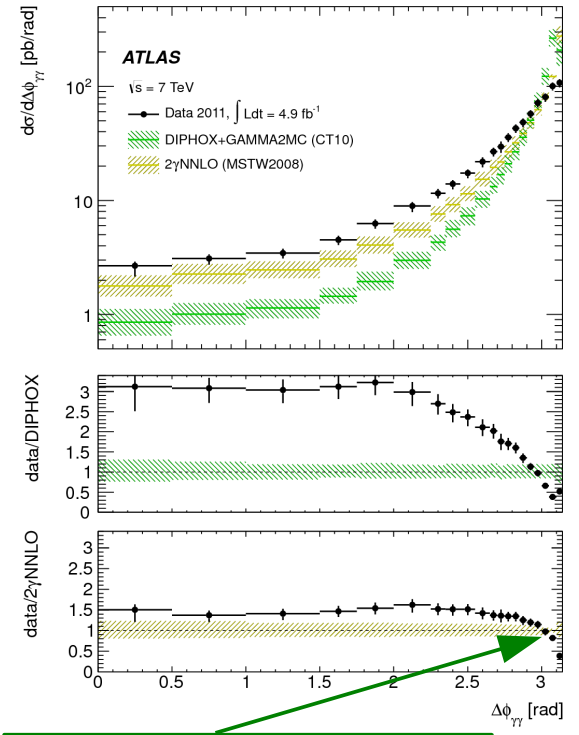 dσ/dΔϕγγ [pb/rad]
10²
10
1
ATLAS
√s = 7 TeV
Data 2011, ∫ Ldt = 4.9 fb⁻¹
DIPHOX+GAMMA2MC (CT10)
2γNNLO (MSTW2008)
data/DIPHOX
3
2.5
2
1.5
1
0.5
0
data/2γNNLO
3
2.5
2
1.5
1
0.5
0
0 0.5 1 1.5 2 2.5 3
Δϕγγ [rad]